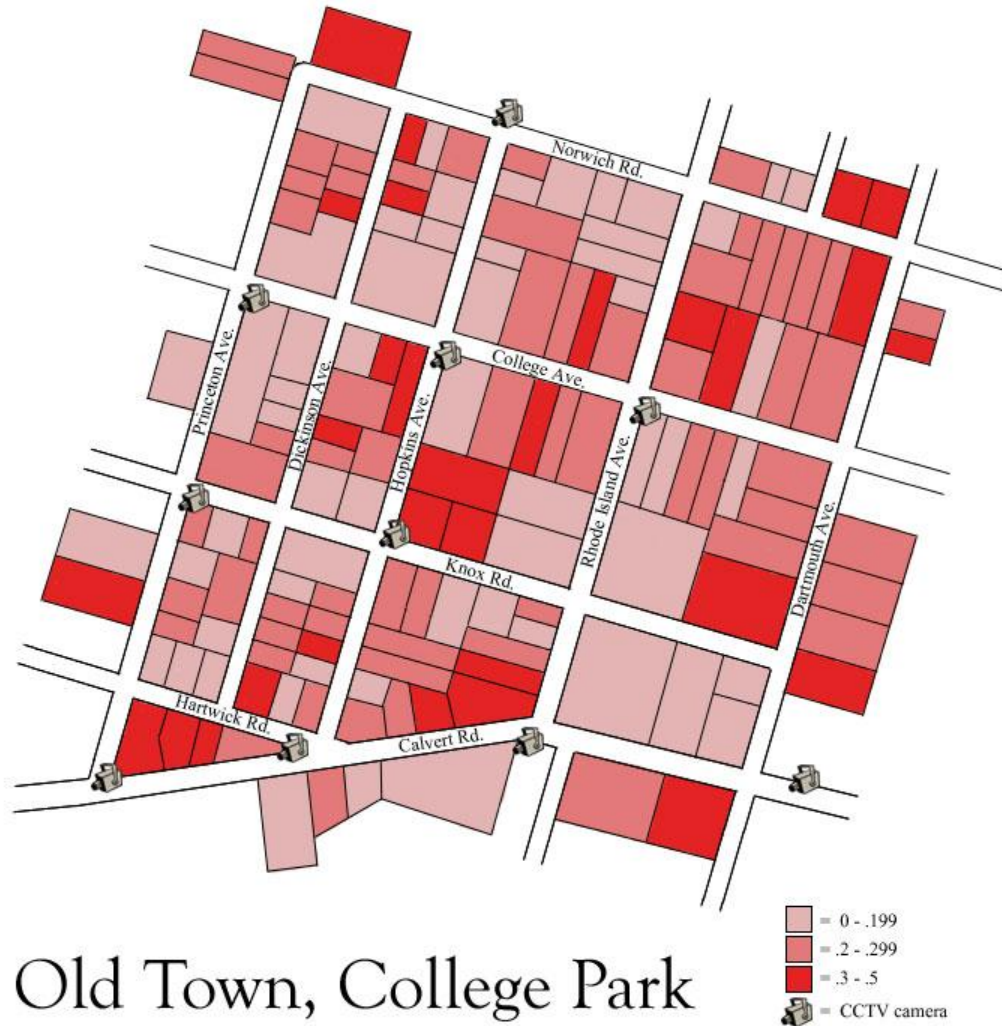 Norwich Rd.
College Ave.
Princeton Ave.
Dickinson Ave.
Hopkins Ave.
Rhode Island Ave.
Dartmouth Ave.
Knox Rd.
Hartwick Rd.
Calvert Rd.
= 0 - .199
= .2 - .299
= .3 - .5
= CCTV camera
Old Town, College Park